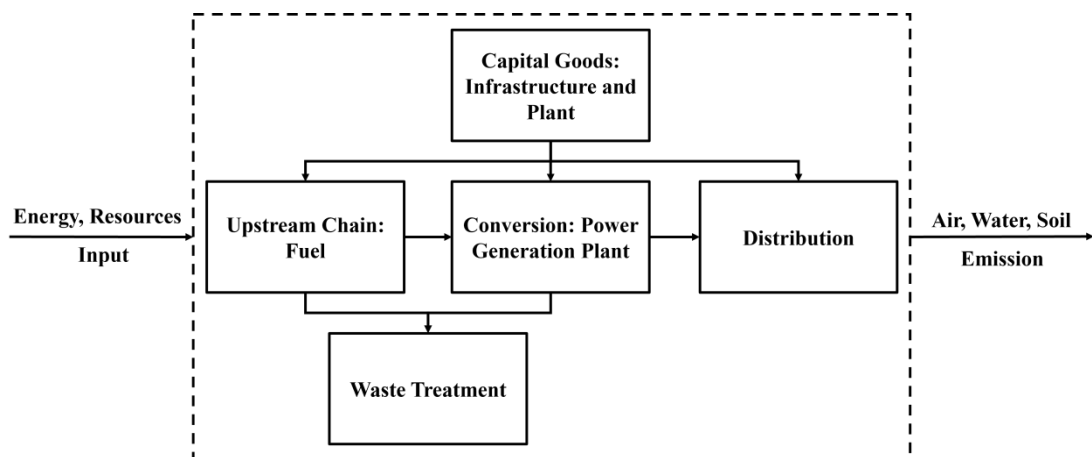 Capital Goods:
Infrastructure and
Plant
Energy, Resources
Input
Upstream Chain:
Fuel
Conversion: Power
Generation Plant
Distribution
Air, Water, Soil
Emission
Waste Treatment